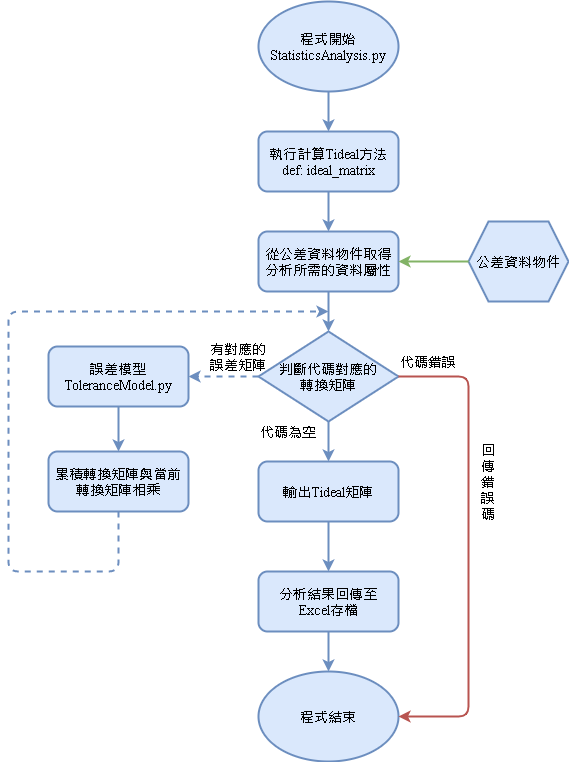 程式開始
StatisticsAnalysis.py
執行計算Tideal方法
def: ideal_matrix
從公差資料物件取得
分析所需的資料屬性
公差資料物件
有對應的
誤差矩陣
判斷代碼對應的
轉換矩陣
代碼錯誤
誤差模型
ToleranceModel.py
代碼為空
回
傳
錯
誤
碼
累積轉換矩陣與當前
轉換矩陣相乘
輸出Tideal矩陣
分析結果回傳至
Excel存檔
程式結束